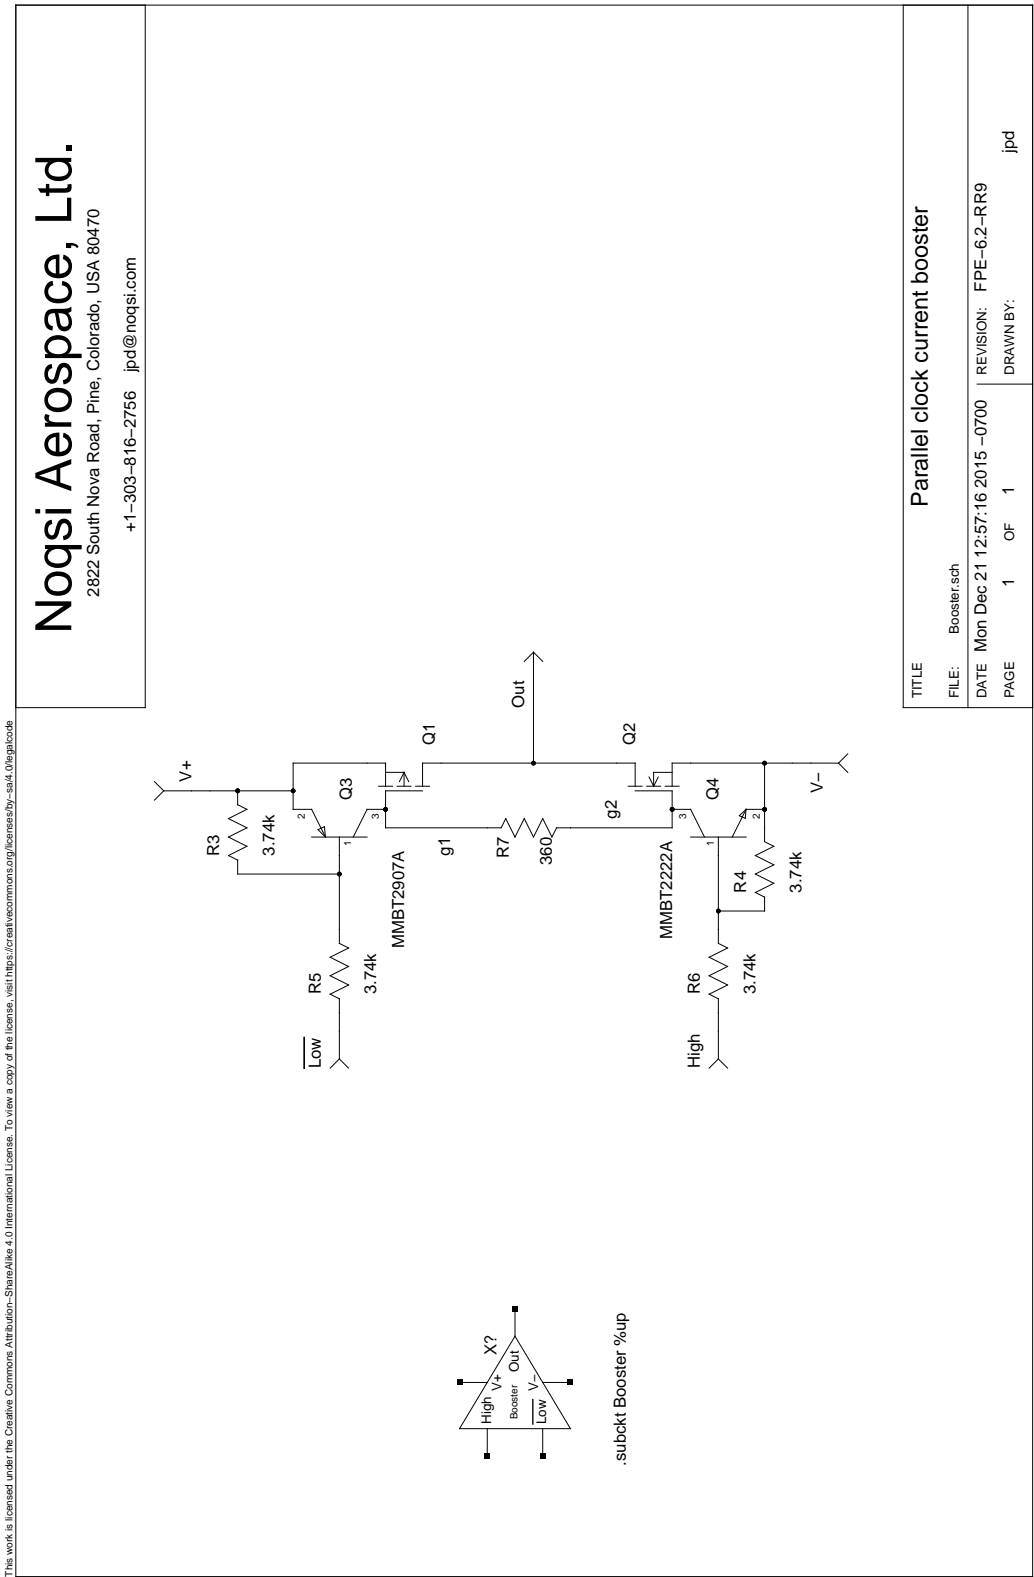 This work is licensed under the Creative Commons Attribution−ShareAlike 4.0 International License. To view a copy of the license, visit https://creativecommons.org/licenses/by−sa/4.0/legalcode
Noqsi Aerospace, Ltd.
2822 South Nova Road, Pine, Colorado, USA 80470
+1−303−816−2756 jpd@noqsi.com
V+
R3
3.74k
Q3
2
1
3
Q1
MMBT2907A
g1
R5
3.74k
Low
R7
360
Out
g2
Q2
MMBT2222A
Q4
3
1
2
V−
R4
3.74k
R6
3.74k
High
X?
High
V+
Booster
Out
Low
V−
.subckt Booster %up
TITLE
Parallel clock current booster
FILE: Booster.sch
DATE Mon Dec 21 12:57:16 2015 −0700
REVISION: FPE−6.2−RR9
PAGE 1 OF 1
DRAWN BY: jpd